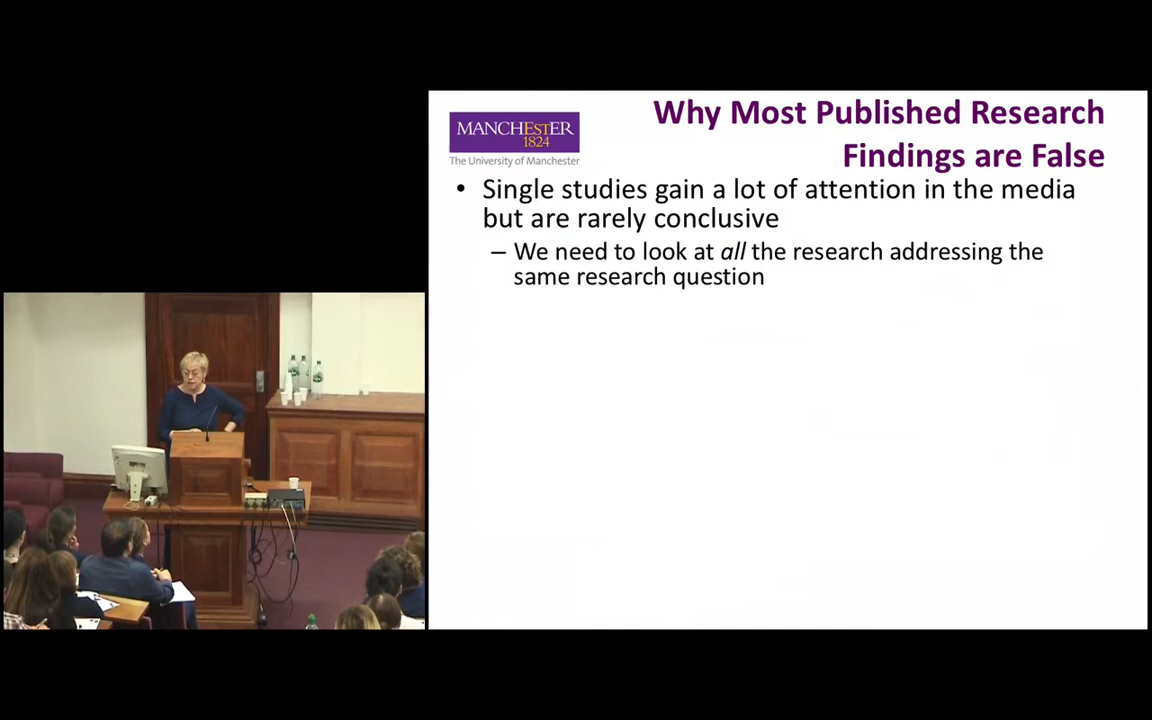 MANCHESTER
1824
The University of Manchester
Why Most Published Research
Findings are False
• Single studies gain a lot of attention in the media
but are rarely conclusive
– We need to look at all the research addressing the
same research question